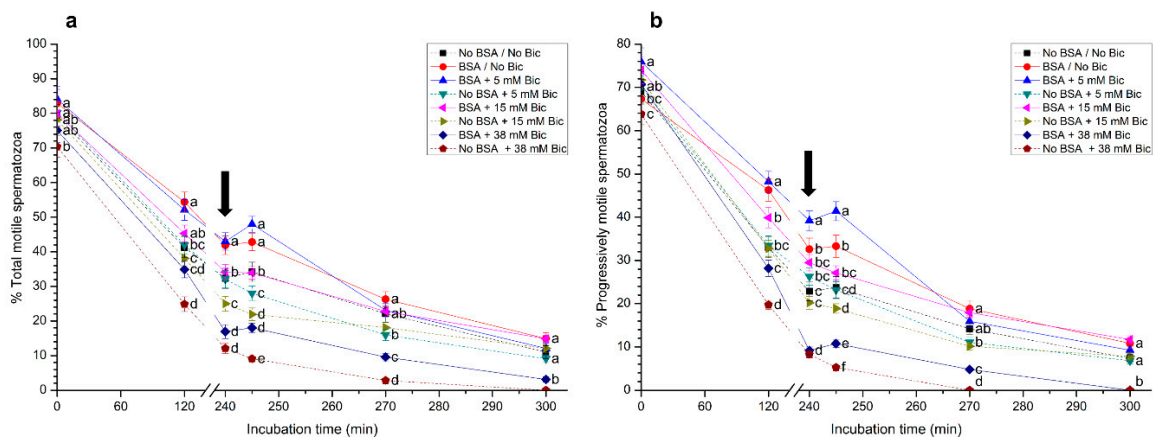 a
% Total motile spermatozoa
100
90
80
70
60
50
40
30
20
10
0
No BSA / No Bic
BSA / No Bic
BSA + 5 mM Bic
No BSA + 5 mM Bic
BSA + 15 mM Bic
No BSA + 15 mM Bic
BSA + 38 mM Bic
No BSA + 38 mM Bic
a
a
ab
ab
b
a
ab
bc
c
cd
d
a
b
b
c
d
d
a
b
c
d
d
e
a
ab
b
c
d
a
b
0 60 120 240 250 260 270 280 290 300
Incubation time (min)
b
% Progressively motile spermatozoa
80
70
60
50
40
30
20
10
0
No BSA / No Bic
BSA / No Bic
BSA + 5 mM Bic
No BSA + 5 mM Bic
BSA + 15 mM Bic
No BSA + 15 mM Bic
BSA + 38 mM Bic
No BSA + 38 mM Bic
a
ab
bc
c
a
b
bc
c
d
a
b
bc
bc
c
c
d
a
b
bc
cd
d
e
f
a
ab
b
c
d
a
b
0 60 120 240 250 260 270 280 290 300
Incubation time (min)